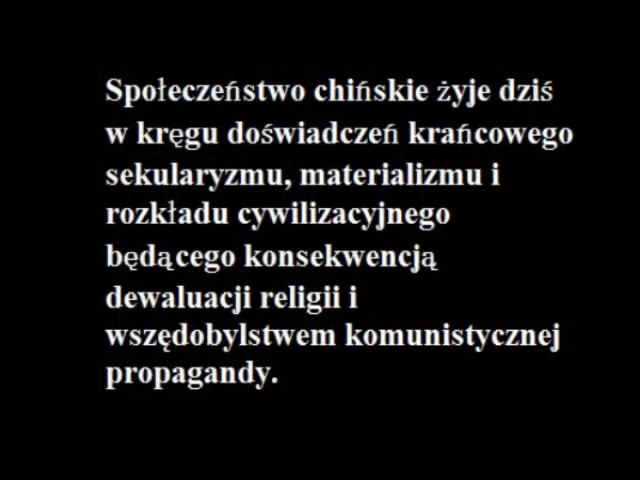 Społeczeństwo chińskie żyje dziś
w kręgu doświadczeń krańcowego
sekularyzmu, materializmu i
rozkładu cywilizacyjnego
będącego konsekwencją
dewaluacji religii i
wszędobylstwem komunistycznej
propagandy.